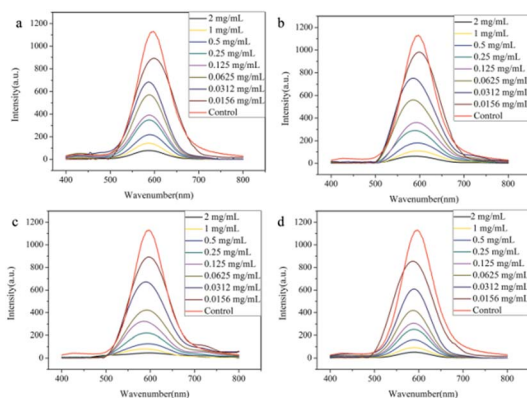 a
1200
1000
800
600
400
200
0
400 500 600 700 800
Intensity(a.u.)
Wavenumber(nm)
2 mg/mL
1 mg/mL
0.5 mg/mL
0.25 mg/mL
0.125 mg/mL
0.0625 mg/mL
0.0312 mg/mL
0.0156 mg/mL
Control
b
1200
1000
800
600
400
200
0
400 500 600 700 800
Intensity(a.u.)
Wavenumber(nm)
2 mg/mL
1 mg/mL
0.5 mg/mL
0.25 mg/mL
0.125 mg/mL
0.0625 mg/mL
0.0312 mg/mL
0.0156 mg/mL
Control
c
1200
1000
800
600
400
200
0
400 500 600 700 800
Intensity(a.u.)
Wavenumber(nm)
2 mg/mL
1 mg/mL
0.5 mg/mL
0.25 mg/mL
0.125 mg/mL
0.0625 mg/mL
0.0312 mg/mL
0.0156 mg/mL
Control
d
1200
1000
800
600
400
200
0
400 500 600 700 800
Intensity(a.u.)
Wavenumber(nm)
2 mg/mL
1 mg/mL
0.5 mg/mL
0.25 mg/mL
0.125 mg/mL
0.0625 mg/mL
0.0312 mg/mL
0.0156 mg/mL
Control